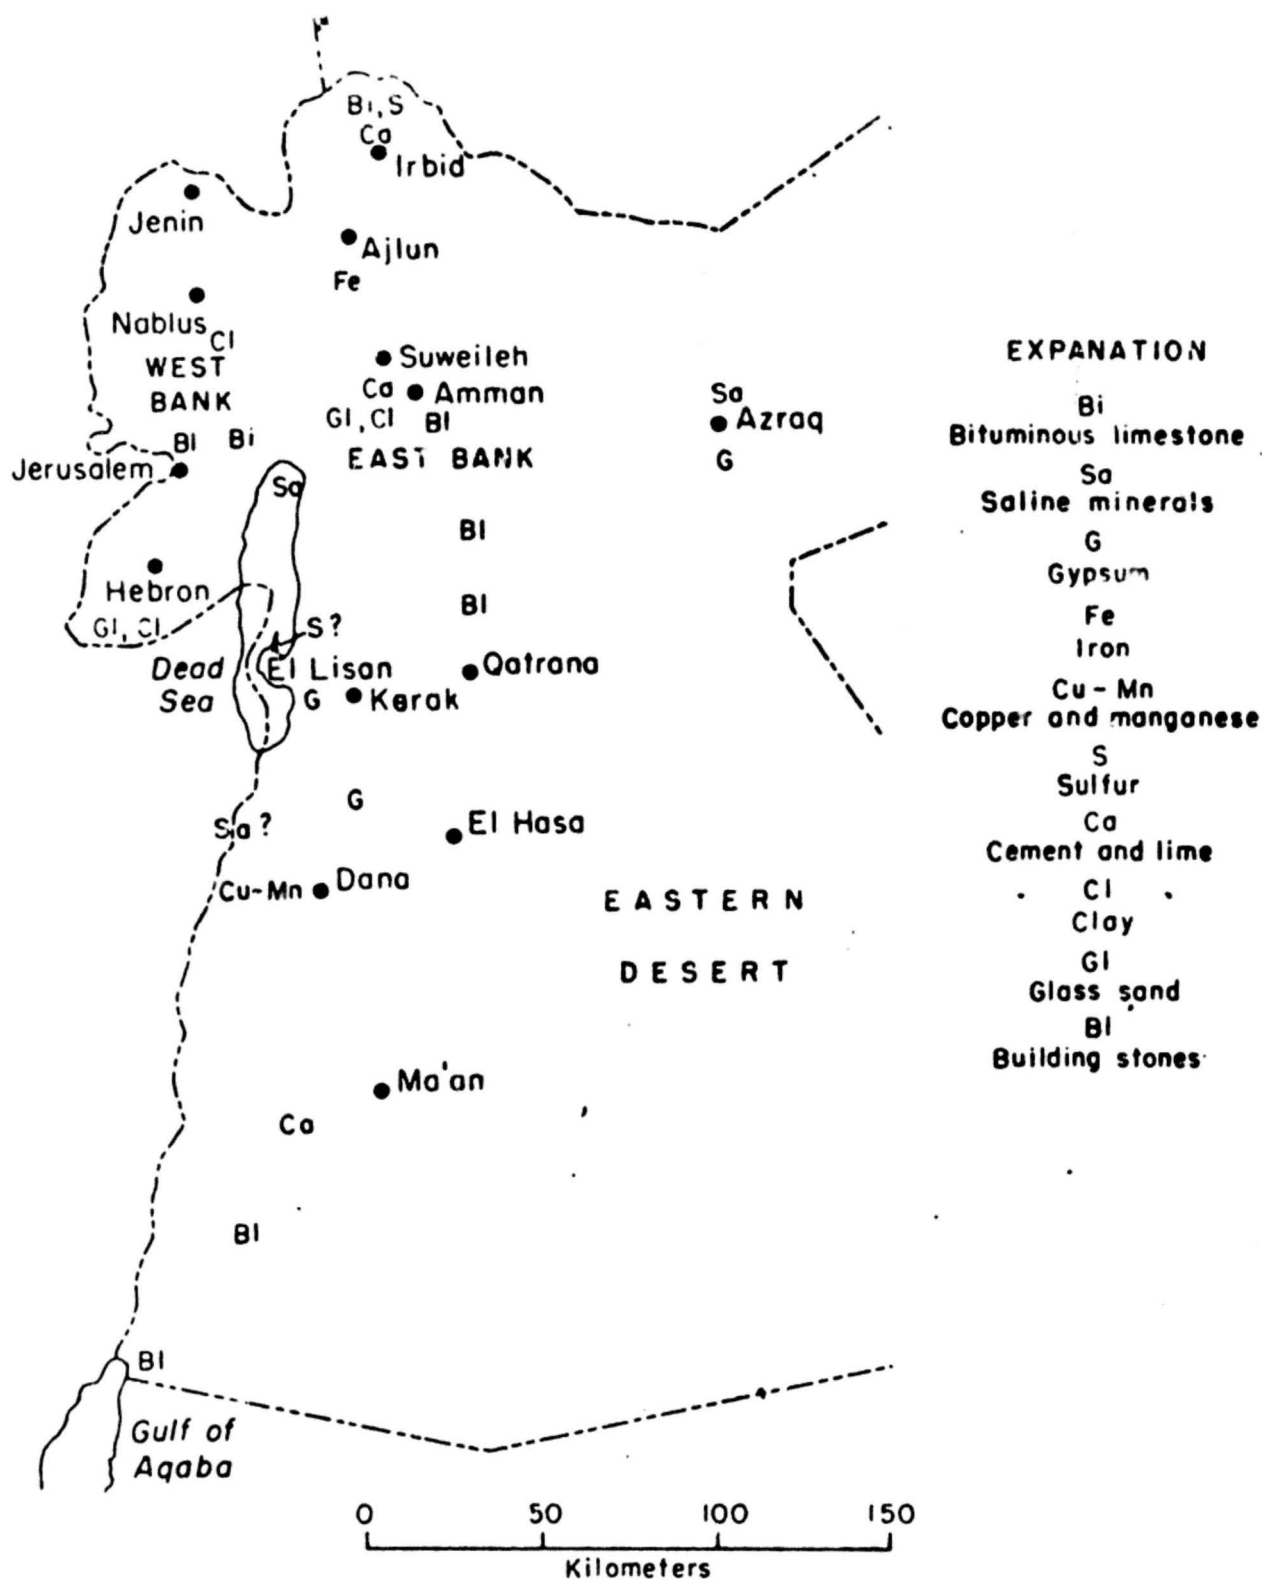 Bi, S
Ca
Irbid
Jenin
Ajlun
Fe
Nablus
Cl
WEST
BANK
Suweileh
Ca
Amman
Gl, Cl
Bl
Sa
Azraq
G
Bl
Bi
EAST BANK
Jerusalem
Sa
Bl
Hebron
Gl, Cl
Bl
S?
Dead
Sea
El Lisan
Qatrana
G
Kerak
G
Sa?
El Hasa
Cu-Mn
Dana
EASTERN
DESERT
Ma'an
Ca
Bl
Bl
Gulf of
Aqaba
0 50 100 150
Kilometers
EXPANATION
Bi
Bituminous limestone
Sa
Saline minerals
G
Gypsum
Fe
Iron
Cu-Mn
Copper and manganese
S
Sulfur
Ca
Cement and lime
Cl
Clay
Gl
Glass sand
Bl
Building stones